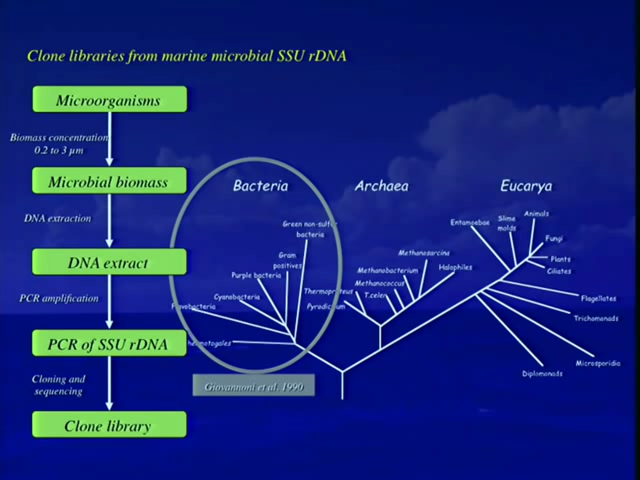 Clone libraries from marine microbial SSU rDNA
Microorganisms
Biomass concentration
0.2 to 3 µm
Microbial biomass
DNA extraction
DNA extract
PCR amplification
PCR of SSU rDNA
Cloning and
sequencing
Clone library
Bacteria
Archaea
Eucarya
Green non-sulfur
bacteria
Gram
positives
Purple bacteria
Cyanobacteria
Flavobacteria
Thermotogales
Giovannoni et al. 1990
Methanosarcina
Methanobacterium
Halophiles
Methanococcus
Thermoproteus
T.celer
Pyrodictium
Entamoebae
Slime
molds
Animals
Fungi
Plants
Ciliates
Flagellates
Trichomonads
Microsporidia
Diplomonads